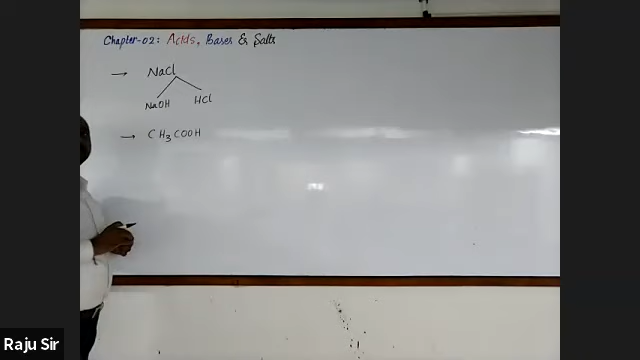 Chapter-02: Acids, Bases & Salts
→ NaCl
NaOH HCl
→ CH3COOH
Raju Sir